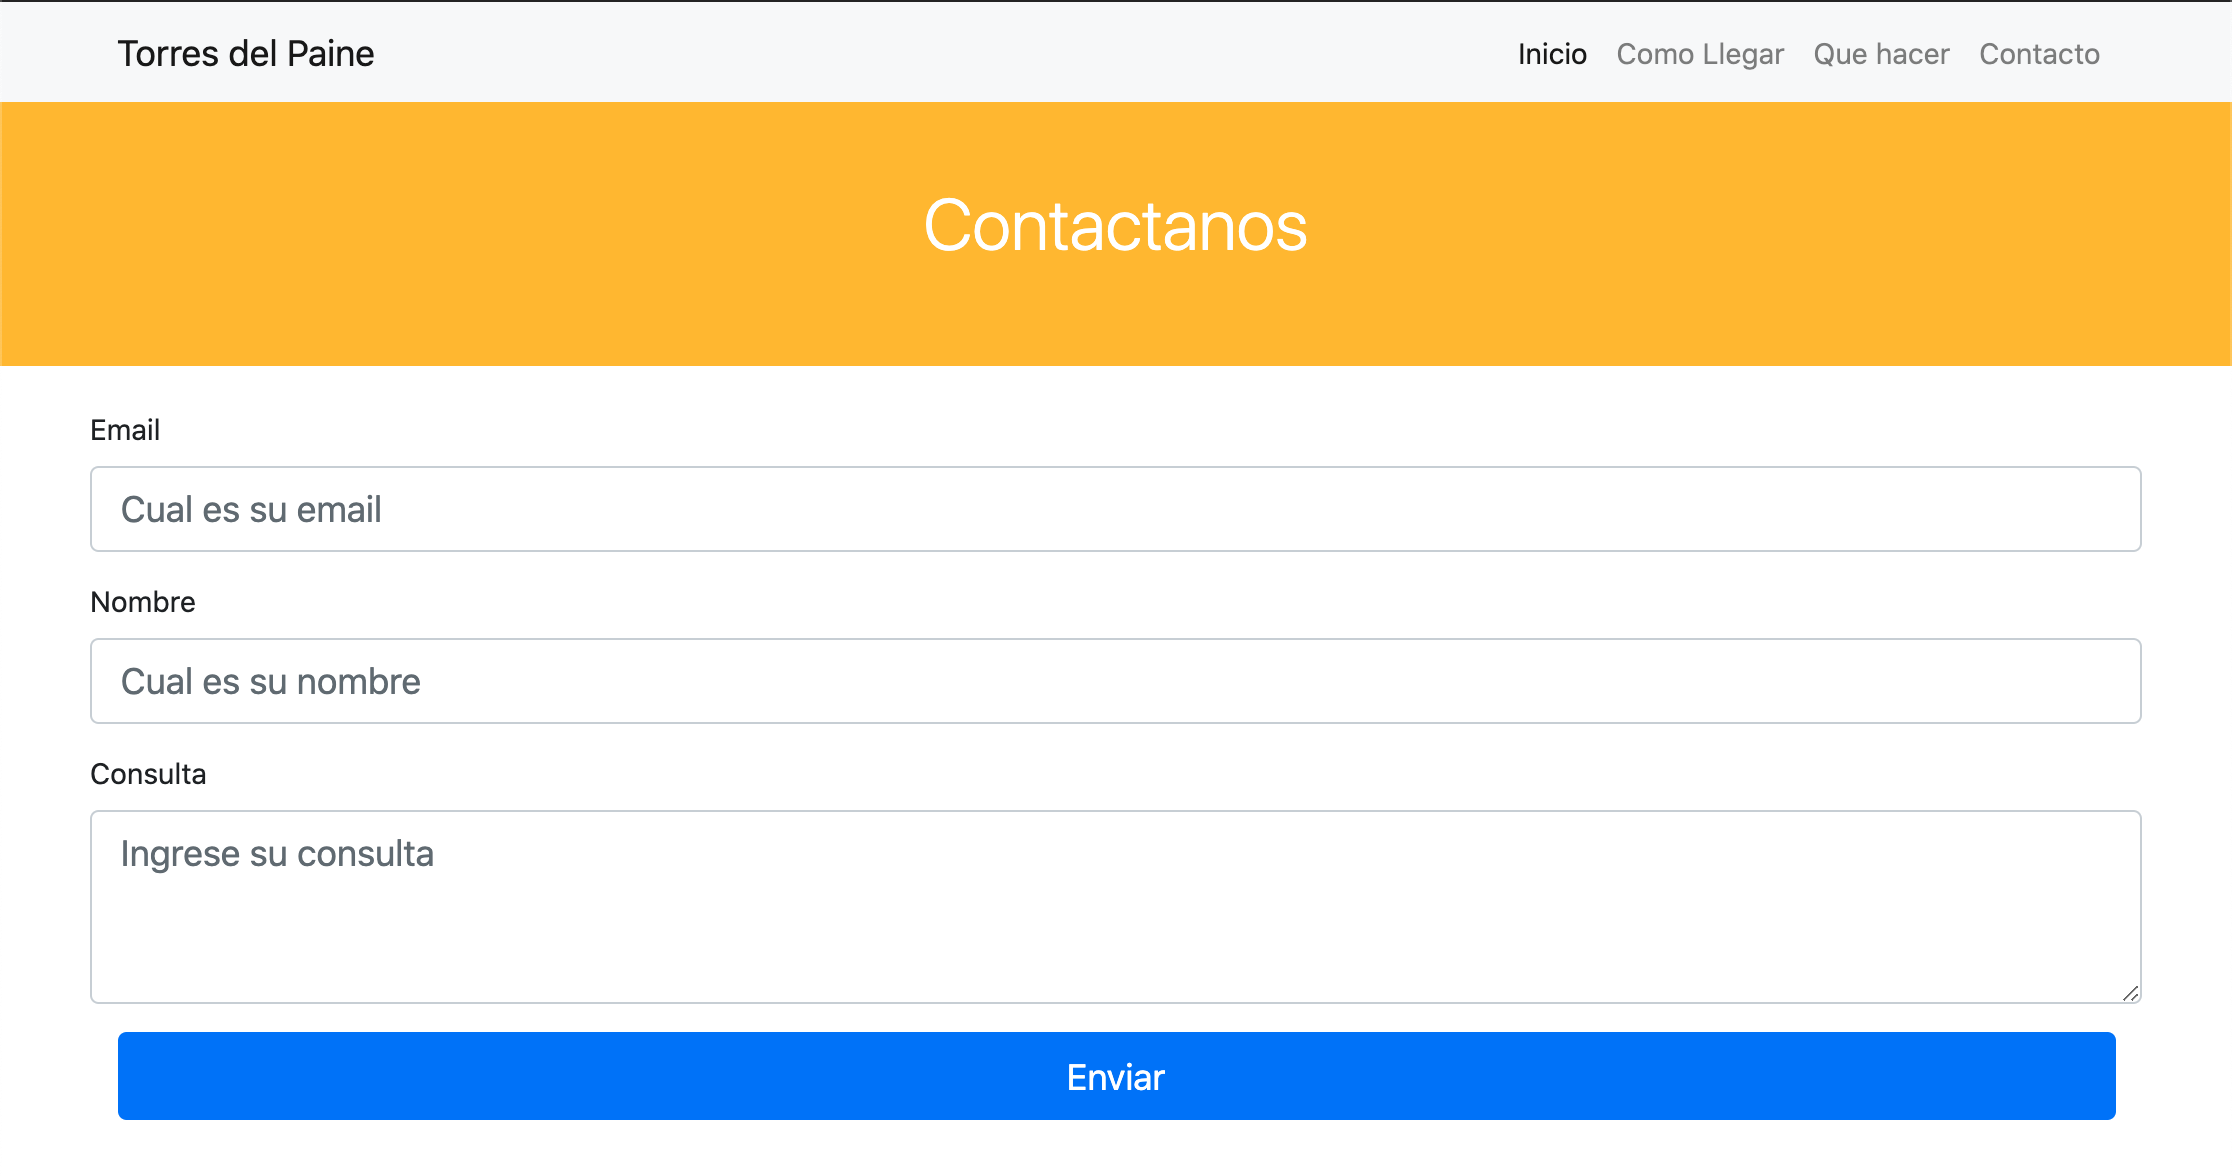 Torres del Paine Inicio Como Llegar Que hacer Contacto
Contactanos
Email
Cual es su email
Nombre
Cual es su nombre
Consulta
Ingrese su consulta
Enviar